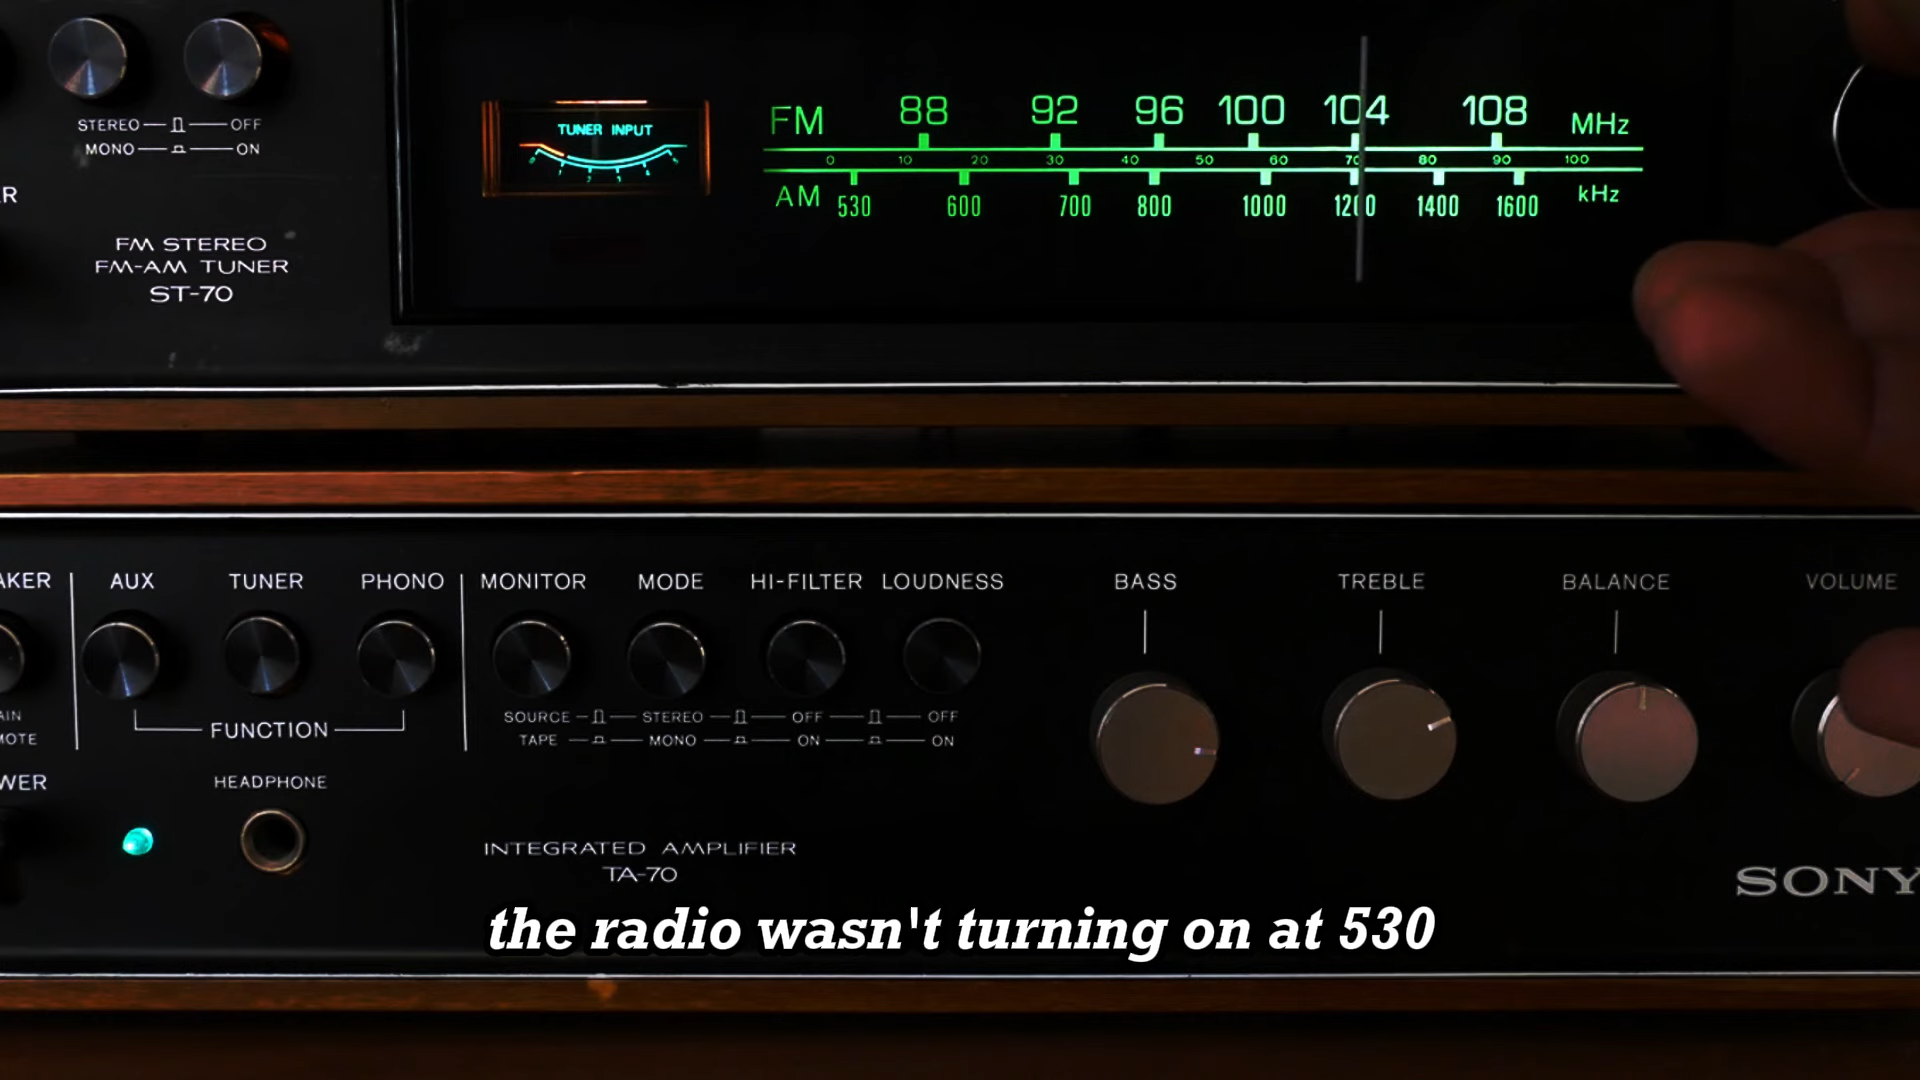 FM 88 92 96 100 104 108 MHz
TUNER INPUT
0 10 20 30 40 50 60 70 80 90 100
AM 530 600 700 800 1000 1200 1400 1600 kHz
STEREO OFF
MONO ON
R
FM STEREO
FM-AM TUNER
ST-70
AKER AUX TUNER PHONO MONITOR MODE HI-FILTER LOUDNESS BASS TREBLE BALANCE VOLUME
AIN
MOTE
FUNCTION
SOURCE STEREO OFF OFF
TAPE MONO ON ON
WER HEADPHONE
INTEGRATED AMPLIFIER
TA-70
SONY
the radio wasn't turning on at 530